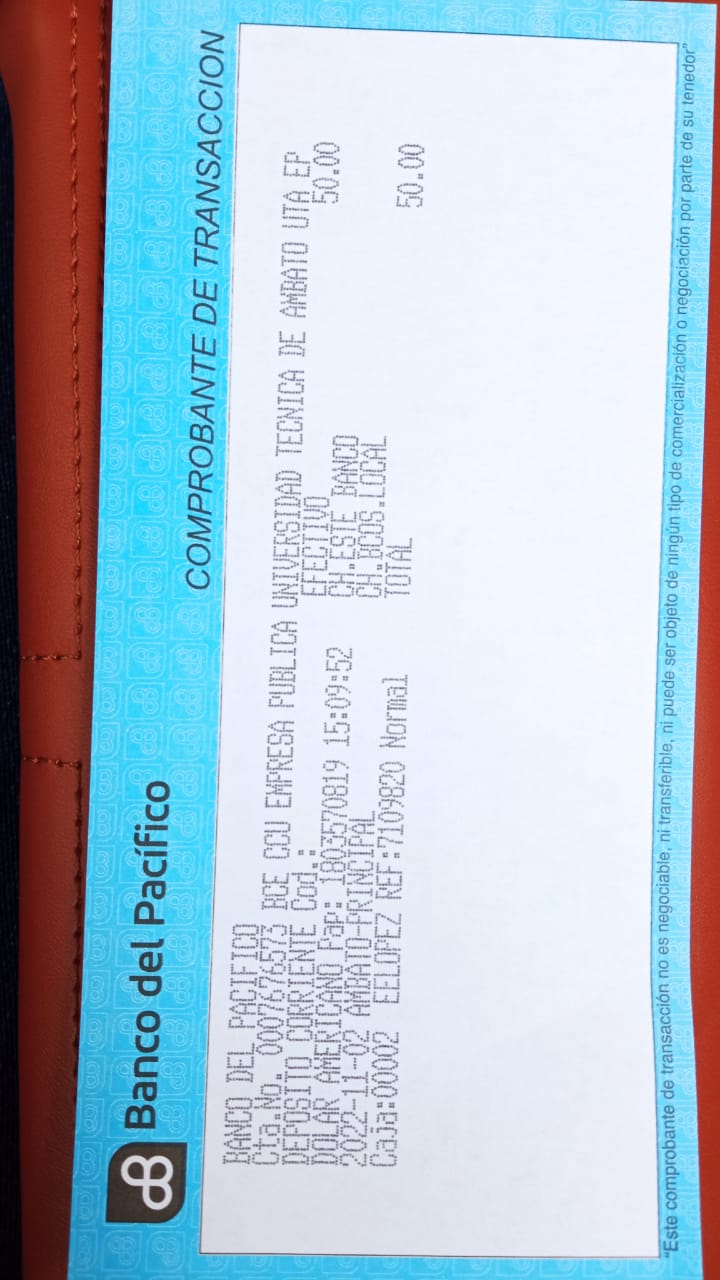 Banco del Pacífico
COMPROBANTE DE TRANSACCION
BANCO DEL PACIFICO
Cta.No. 0007676573 BCE CCU EMPRESA PUBLICA UNIVERSIDAD TECNICA DE AMBATO UTA EP
DEPOSITO CORRIENTE Cod.: EFECTIVO 50.00
DOLAR AMERICANO Pap: 1803570819 CH.ESTE BANCO
2022-11-02 AMBATO-PRINCIPAL 15:09:52 CH.BCOS.LOCAL
Caja:00002 EELOPEZ REF:7109820 Normal TOTAL 50.00
"Este comprobante de transacción no es negociable, ni transferible, ni puede ser objeto de ningún tipo de comercialización o negociación por parte de su tenedor"